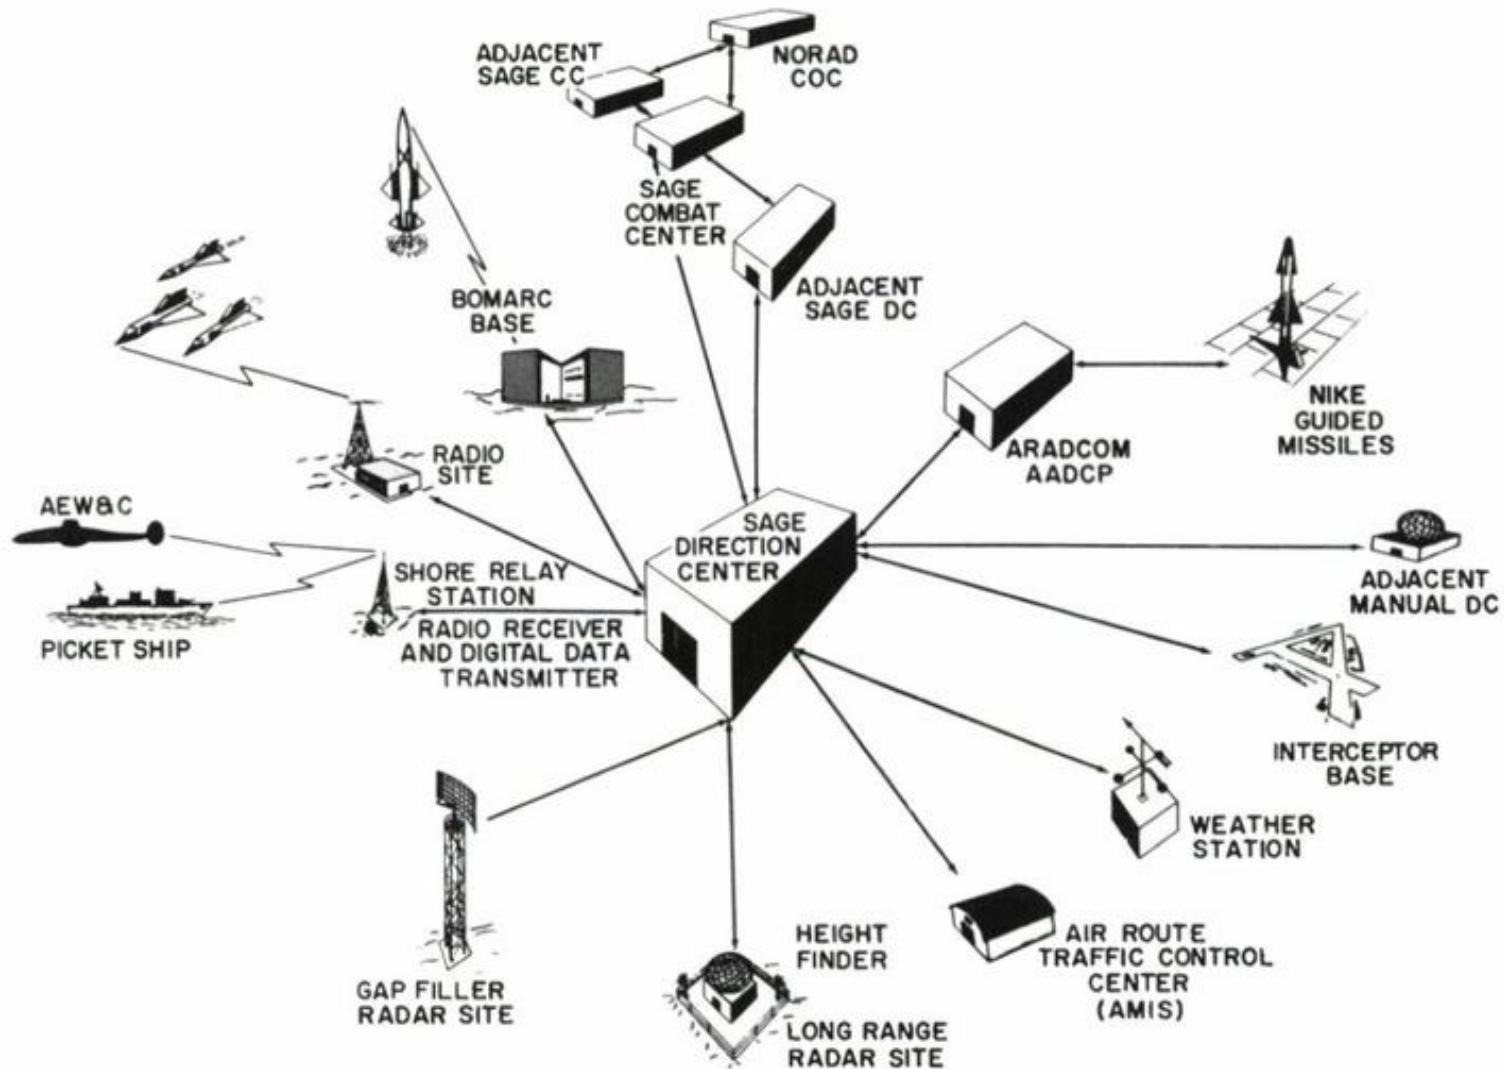 ADJACENT
SAGE CC
NORAD
COC
SAGE
COMBAT
CENTER
ADJACENT
SAGE DC
BOMARC
BASE
NIKE
GUIDED
MISSILES
ARADCOM
AADCP
RADIO
SITE
AEW&C
SAGE
DIRECTION
CENTER
SHORE RELAY
STATION
ADJACENT
MANUAL DC
PICKET SHIP
RADIO RECEIVER
AND DIGITAL DATA
TRANSMITTER
INTERCEPTOR
BASE
WEATHER
STATION
HEIGHT
FINDER
AIR ROUTE
TRAFFIC CONTROL
CENTER
(AMIS)
GAP FILLER
RADAR SITE
LONG RANGE
RADAR SITE